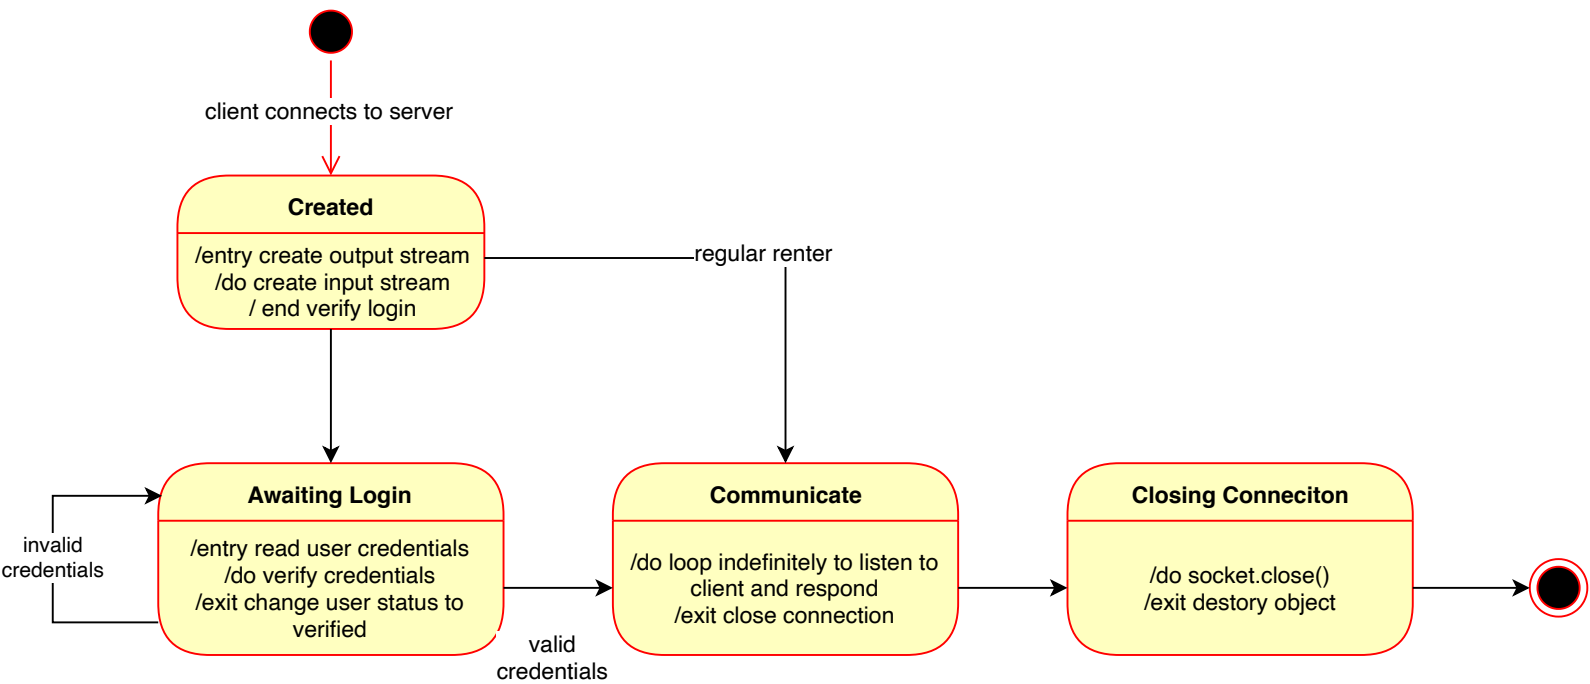 client connects to server
Created
/entry create output stream
/do create input stream
/ end verify login
regular renter
Awaiting Login
/entry read user credentials
/do verify credentials
/exit change user status to
verified
invalid
credentials
valid
credentials
Communicate
/do loop indefinitely to listen to
client and respond
/exit close connection
Closing Conneciton
/do socket.close()
/exit destory object